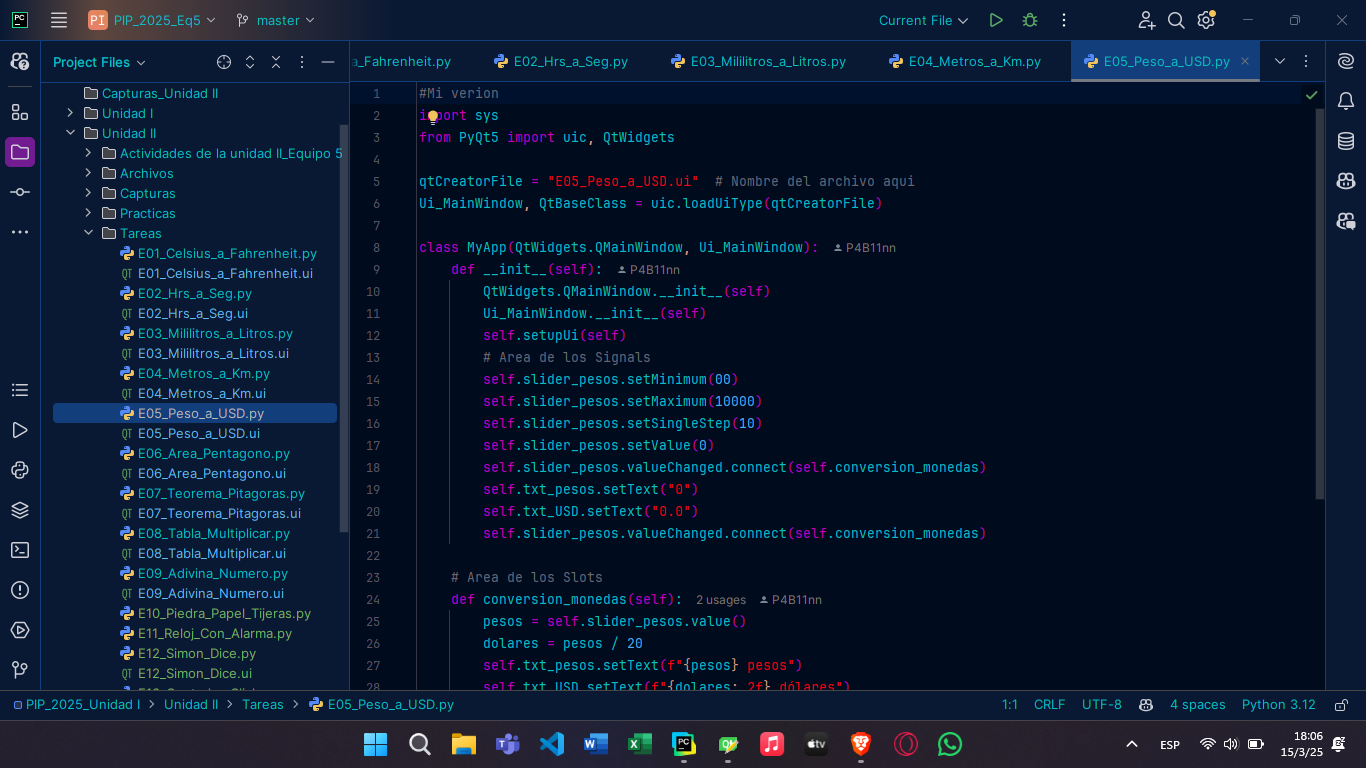 PC
PI PIP_2025_Eq5 master Current File
Project Files
a_Fahrenheit.py E02_Hrs_a_Seg.py E03_Mililitros_a_Litros.py E04_Metros_a_Km.py E05_Peso_a_USD.py
Capturas_Unidad II
Unidad I
Unidad II
Actividades de la unidad II_Equipo 5
Archivos
Capturas
Practicas
Tareas
E01_Celsius_a_Fahrenheit.py
QT E01_Celsius_a_Fahrenheit.ui
E02_Hrs_a_Seg.py
QT E02_Hrs_a_Seg.ui
E03_Mililitros_a_Litros.py
QT E03_Mililitros_a_Litros.ui
E04_Metros_a_Km.py
QT E04_Metros_a_Km.ui
E05_Peso_a_USD.py
QT E05_Peso_a_USD.ui
E06_Area_Pentagono.py
QT E06_Area_Pentagono.ui
E07_Teorema_Pitagoras.py
QT E07_Teorema_Pitagoras.ui
E08_Tabla_Multiplicar.py
QT E08_Tabla_Multiplicar.ui
E09_Adivina_Numero.py
QT E09_Adivina_Numero.ui
E10_Piedra_Papel_Tijeras.py
E11_Reloj_Con_Alarma.py
E12_Simon_Dice.py
QT E12_Simon_Dice.ui
1 #Mi verion
2 import sys
3 from PyQt5 import uic, QtWidgets
4
5 qtCreatorFile = "E05_Peso_a_USD.ui"  # Nombre del archivo aqui
6 Ui_MainWindow, QtBaseClass = uic.loadUiType(qtCreatorFile)
7
8 class MyApp(QtWidgets.QMainWindow, Ui_MainWindow): P4B11nn
9 def __init__(self): P4B11nn
10 QtWidgets.QMainWindow.__init__(self)
11 Ui_MainWindow.__init__(self)
12 self.setupUi(self)
13 # Area de los Signals
14 self.slider_pesos.setMinimum(00)
15 self.slider_pesos.setMaximum(10000)
16 self.slider_pesos.setSingleStep(10)
17 self.slider_pesos.setValue(0)
18 self.slider_pesos.valueChanged.connect(self.conversion_monedas)
19 self.txt_pesos.setText("0")
20 self.txt_USD.setText("0.0")
21 self.slider_pesos.valueChanged.connect(self.conversion_monedas)
22
23 # Area de los Slots
24 def conversion_monedas(self): 2 usages P4B11nn
25 pesos = self.slider_pesos.value()
26 dolares = pesos / 20
27 self.txt_pesos.setText(f"{pesos} pesos")
28 self.txt_USD.setText(f"{dolares:.2f} dólares")
PIP_2025_Unidad I > Unidad II > Tareas > E05_Peso_a_USD.py 1:1 CRLF UTF-8 4 spaces Python 3.12
ESP 18:06
15/3/25